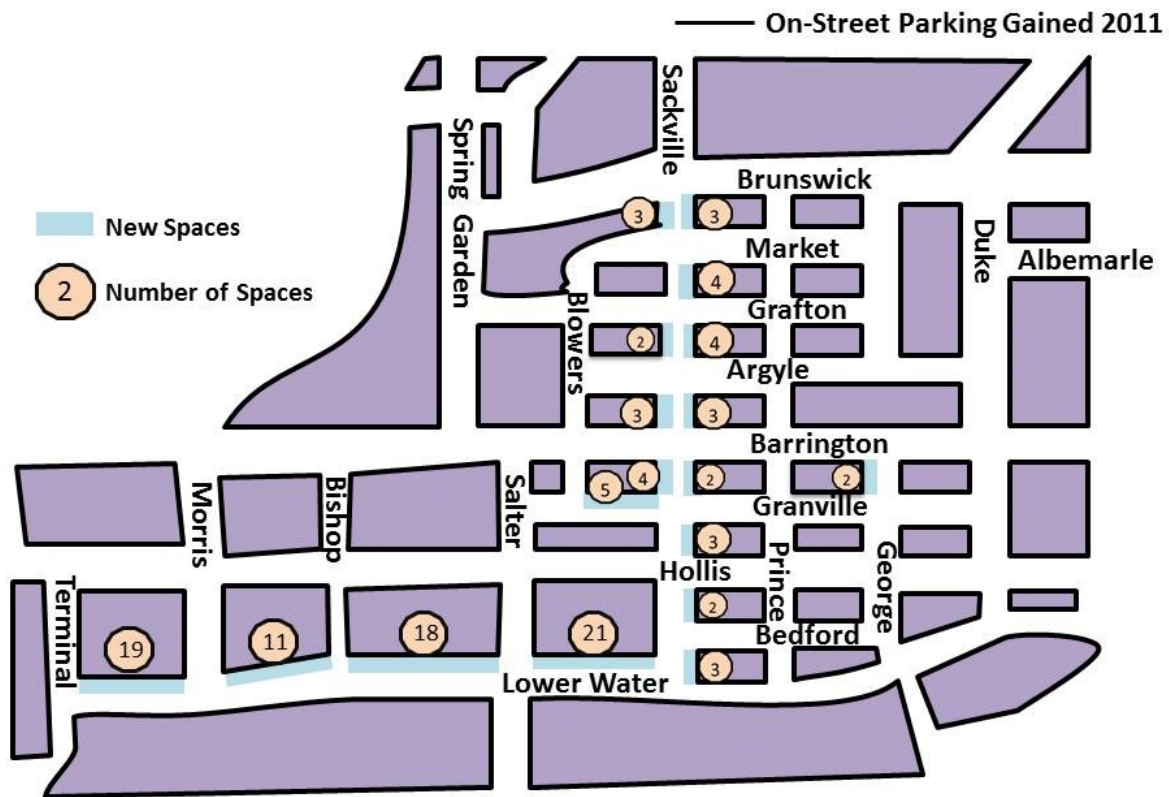 On-Street Parking Gained 2011
Sackville
Spring Garden
Brunswick
3
3
New Spaces
Market
Duke
Albemarle
2 Number of Spaces
4
Blowers
Grafton
2
4
Argyle
3
3
Barrington
Morris
Bishop
Salter
5
4
2
2
Granville
3
Prince
George
Hollis
Terminal
2
Bedford
19
11
18
21
3
Lower Water